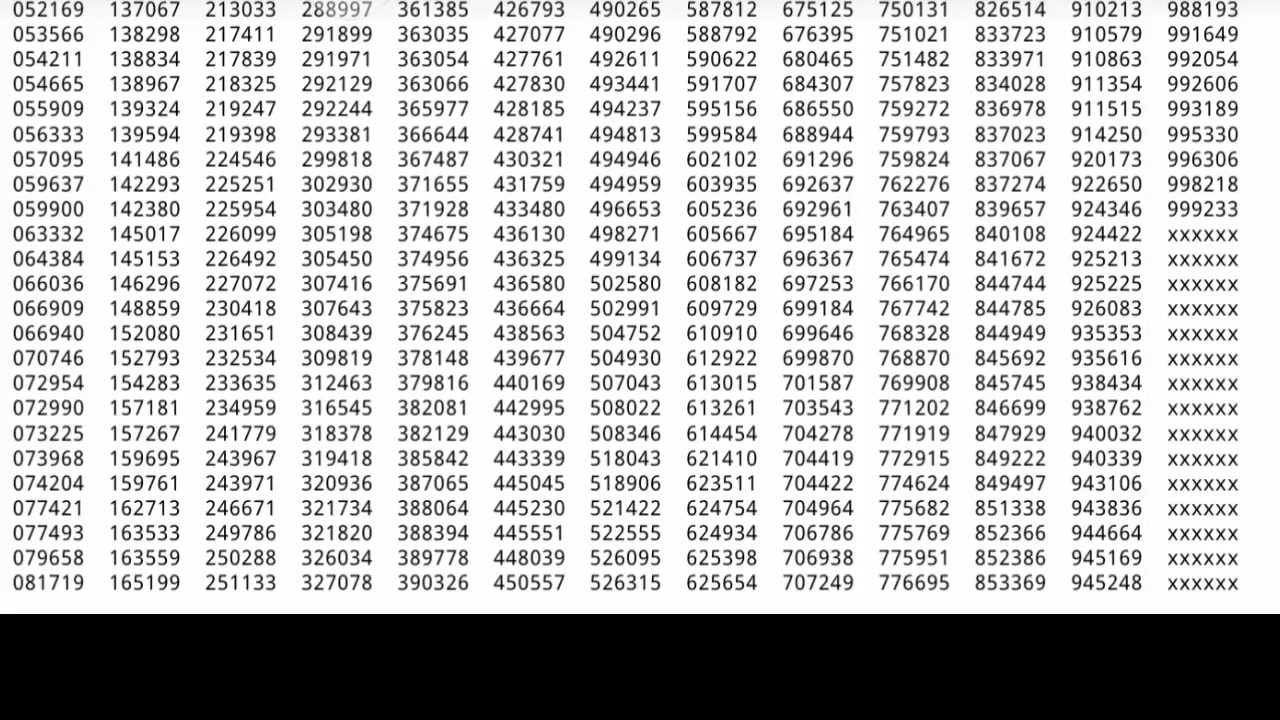 052169 137067 213033 288997 361385 426793 490265 587812 675125 750131 826514 910213 988193
053566 138298 217411 291899 363035 427077 490296 588792 676395 751021 833723 910579 991649
054211 138834 217839 291971 363054 427761 492611 590622 680465 751482 833971 910863 992054
054665 138967 218325 292129 363066 427830 493441 591707 684307 757823 834028 911354 992606
055909 139324 219247 292244 365977 428185 494237 595156 686550 759272 836978 911515 993189
056333 139594 219398 293381 366644 428741 494813 599584 688944 759793 837023 914250 995330
057095 141486 224546 299818 367487 430321 494946 602102 691296 759824 837067 920173 996306
059637 142293 225251 302930 371655 431759 494959 603935 692637 762276 837274 922650 998218
059900 142380 225954 303480 371928 433480 496653 605236 692961 763407 839657 924346 999233
063332 145017 226099 305198 374675 436130 498271 605667 695184 764965 840108 924422 xxxxxx
064384 145153 226492 305450 374956 436325 499134 606737 696367 765474 841672 925213 xxxxxx
066036 146296 227072 307416 375691 436580 502580 608182 697253 766170 844744 925225 xxxxxx
066909 148859 230418 307643 375823 436664 502991 609729 699184 767742 844785 926083 xxxxxx
066940 152080 231651 308439 376245 438563 504752 610910 699646 768328 844949 935353 xxxxxx
070746 152793 232534 309819 378148 439677 504930 612922 699870 768870 845692 935616 xxxxxx
072954 154283 233635 312463 379816 440169 507043 613015 701587 769908 845745 938434 xxxxxx
072990 157181 234959 316545 382081 442995 508022 613261 703543 771202 846699 938762 xxxxxx
073225 157267 241779 318378 382129 443030 508346 614454 704278 771919 847929 940032 xxxxxx
073968 159695 243967 319418 385842 443339 518043 621410 704419 772915 849222 940339 xxxxxx
074204 159761 243971 320936 387065 445045 518906 623511 704422 774624 849497 943106 xxxxxx
077421 162713 246671 321734 388064 445230 521422 624754 704964 775682 851338 943836 xxxxxx
077493 163533 249786 321820 388394 445551 522555 624934 706786 775769 852366 944664 xxxxxx
079658 163559 250288 326034 389778 448039 526095 625398 706938 775951 852386 945169 xxxxxx
081719 165199 251133 327078 390326 450557 526315 625654 707249 776695 853369 945248 xxxxxx